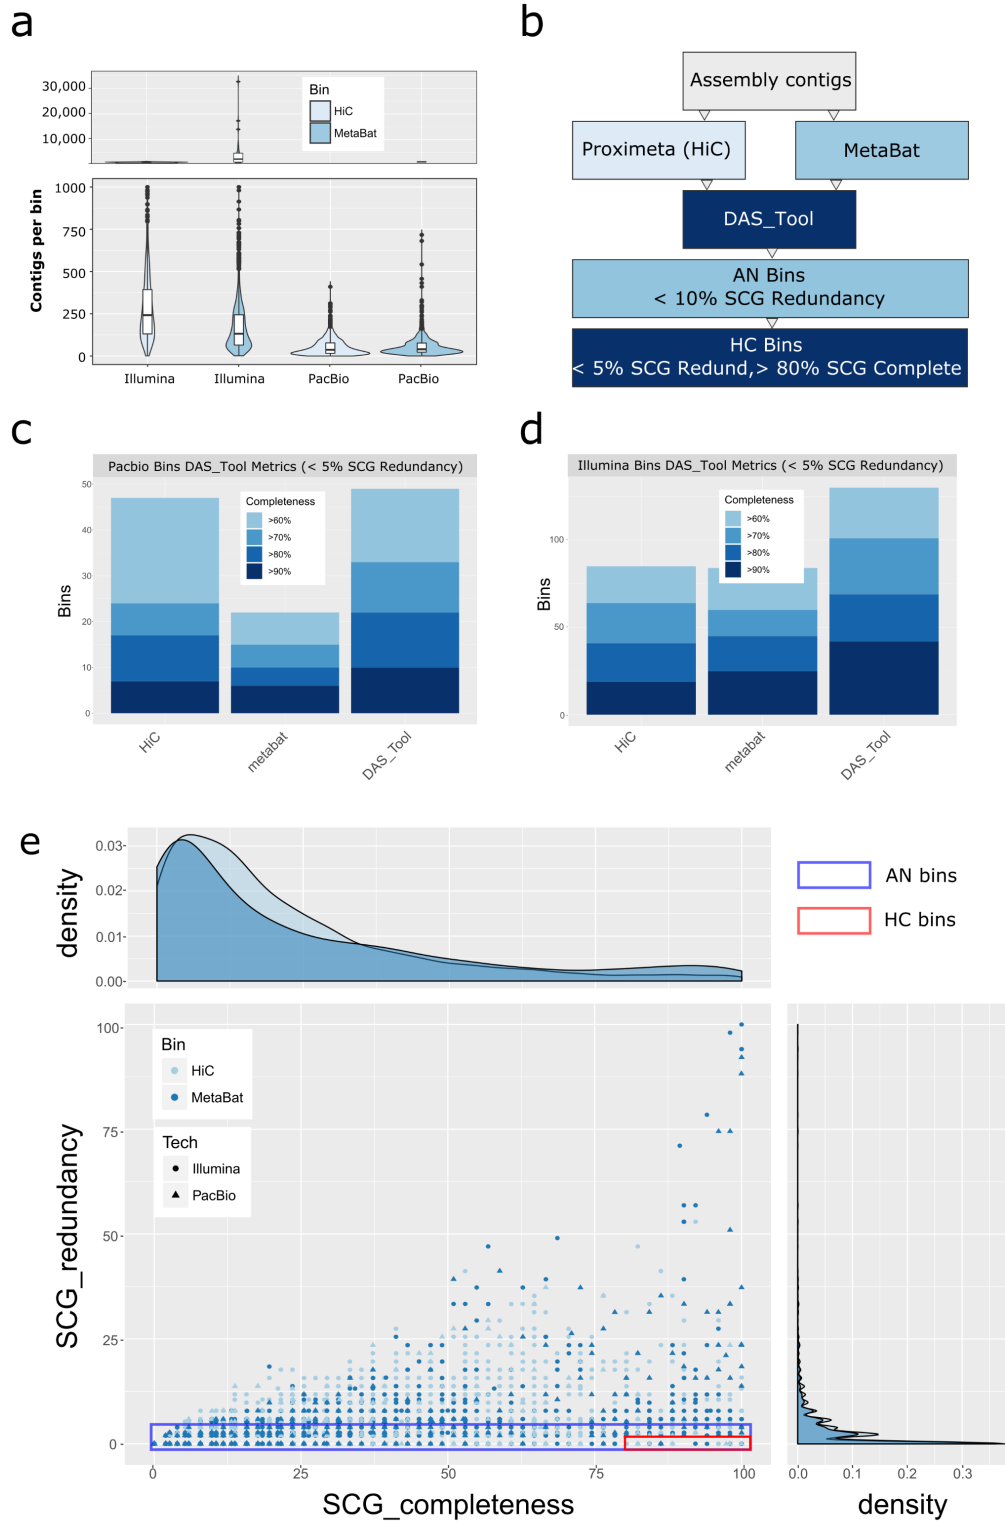 a
30,000
20,000
10,000
Bin
HiC
MetaBat
1000
750
500
250
0
Contigs per bin
Illumina
Illumina
PacBio
PacBio
b
Assembly contigs
Proximeta (HiC)
MetaBat
DAS_Tool
AN Bins
< 10% SCG Redundancy
HC Bins
< 5% SCG Redund,> 80% SCG Complete
c
Pacbio Bins DAS_Tool Metrics (< 5% SCG Redundancy)
50
40
30
20
10
0
Bins
Completeness
>60%
>70%
>80%
>90%
HiC
metabat
DAS_Tool
d
Illumina Bins DAS_Tool Metrics (< 5% SCG Redundancy)
100
50
0
Bins
Completeness
>60%
>70%
>80%
>90%
HiC
metabat
DAS_Tool
e
0.03
0.02
0.01
0.00
density
AN bins
HC bins
100
75
50
25
0
SCG_redundancy
Bin
HiC
MetaBat
Tech
Illumina
PacBio
0
25
50
75
100
SCG_completeness
0.0
0.1
0.2
0.3
density